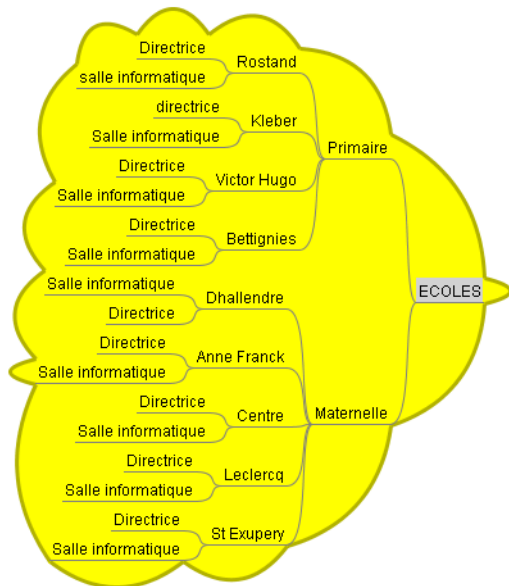 Directrice
Rostand
salle informatique
directrice
Kleber
Salle informatique
Primaire
Directrice
Victor Hugo
Salle informatique
Directrice
Bettignies
Salle informatique
Salle informatique
ECOLES
Dhallendre
Directrice
Directrice
Anne Franck
Salle informatique
Directrice
Centre
Maternelle
Salle informatique
Directrice
Leclercq
Salle informatique
Directrice
St Exupery
Salle informatique